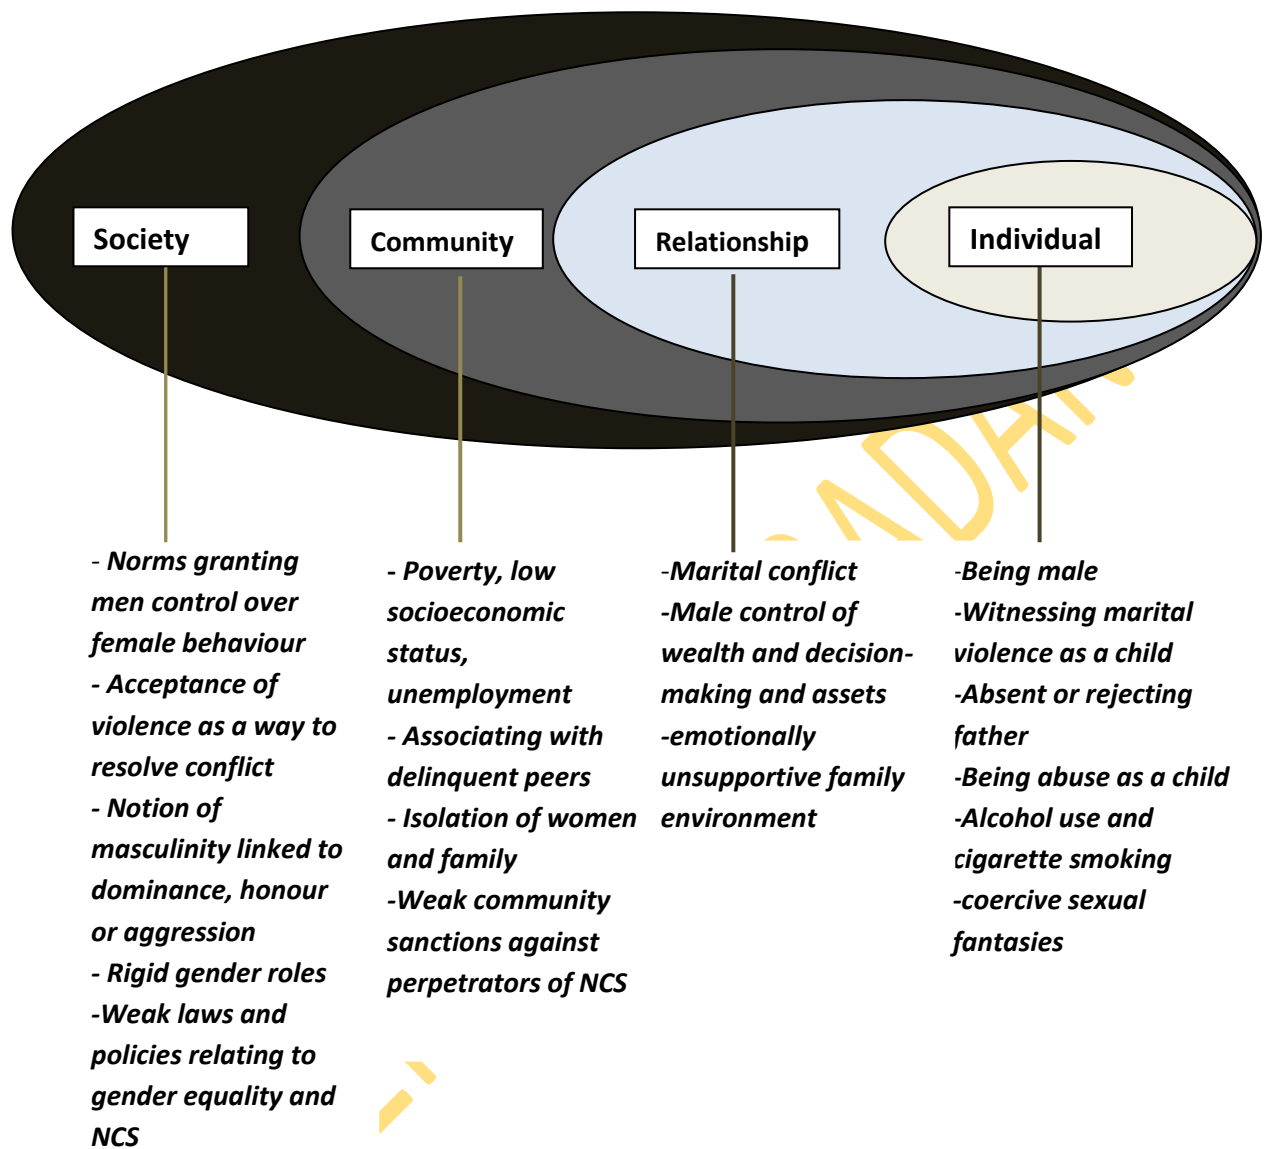 Society
Community
Relationship
Individual
- Norms granting
men control over
female behaviour
- Acceptance of
violence as a way to
resolve conflict
- Notion of
masculinity linked to
dominance, honour
or aggression
- Rigid gender roles
-Weak laws and
policies relating to
gender equality and
NCS
- Poverty, low
socioeconomic
status,
unemployment
- Associating with
delinquent peers
- Isolation of women
and family
-Weak community
sanctions against
perpetrators of NCS
-Marital conflict
-Male control of
wealth and decision-
making and assets
-emotionally
unsupportive family
environment
-Being male
-Witnessing marital
violence as a child
-Absent or rejecting
father
-Being abuse as a child
-Alcohol use and
cigarette smoking
-coercive sexual
fantasies